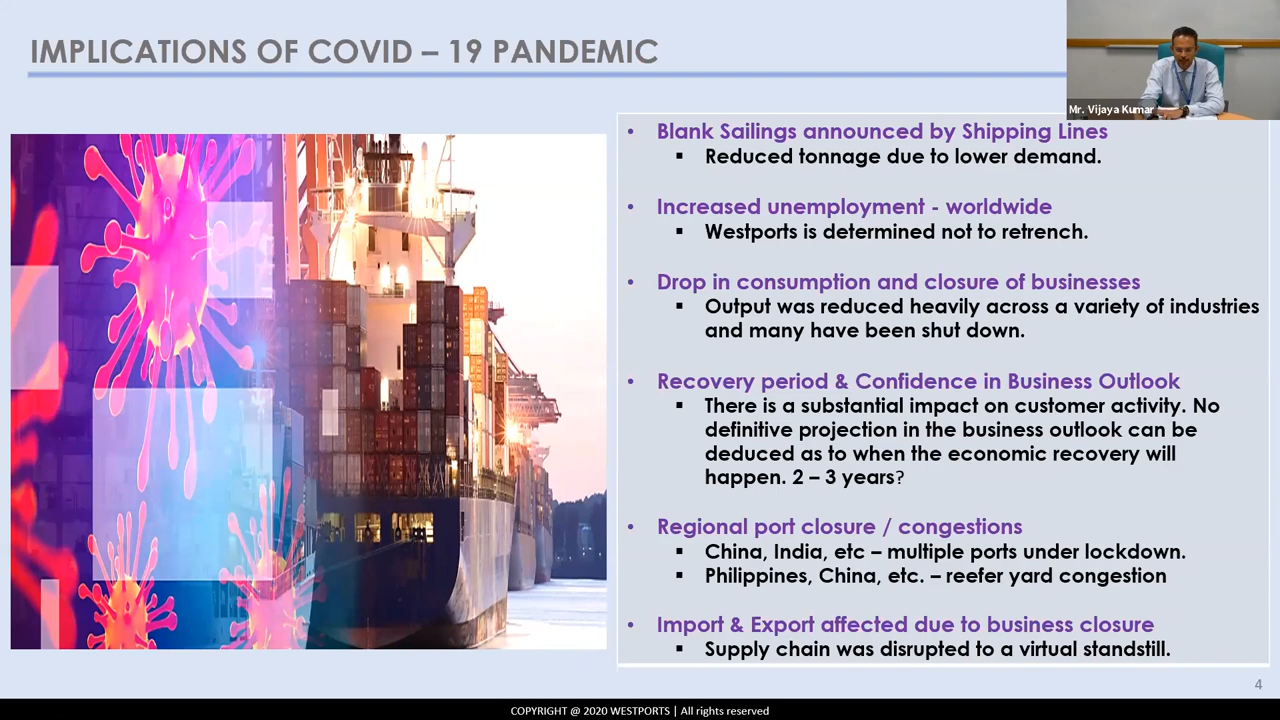 IMPLICATIONS OF COVID – 19 PANDEMIC
Mr. Vijaya Kumar
• Blank Sailings announced by Shipping Lines
▪ Reduced tonnage due to lower demand.
• Increased unemployment - worldwide
▪ Westports is determined not to retrench.
• Drop in consumption and closure of businesses
▪ Output was reduced heavily across a variety of industries
and many have been shut down.
• Recovery period & Confidence in Business Outlook
▪ There is a substantial impact on customer activity. No
definitive projection in the business outlook can be
deduced as to when the economic recovery will
happen. 2 – 3 years?
• Regional port closure / congestions
▪ China, India, etc – multiple ports under lockdown.
▪ Philippines, China, etc. – reefer yard congestion
• Import & Export affected due to business closure
▪ Supply chain was disrupted to a virtual standstill.
4
COPYRIGHT @ 2020 WESTPORTS | All rights reserved